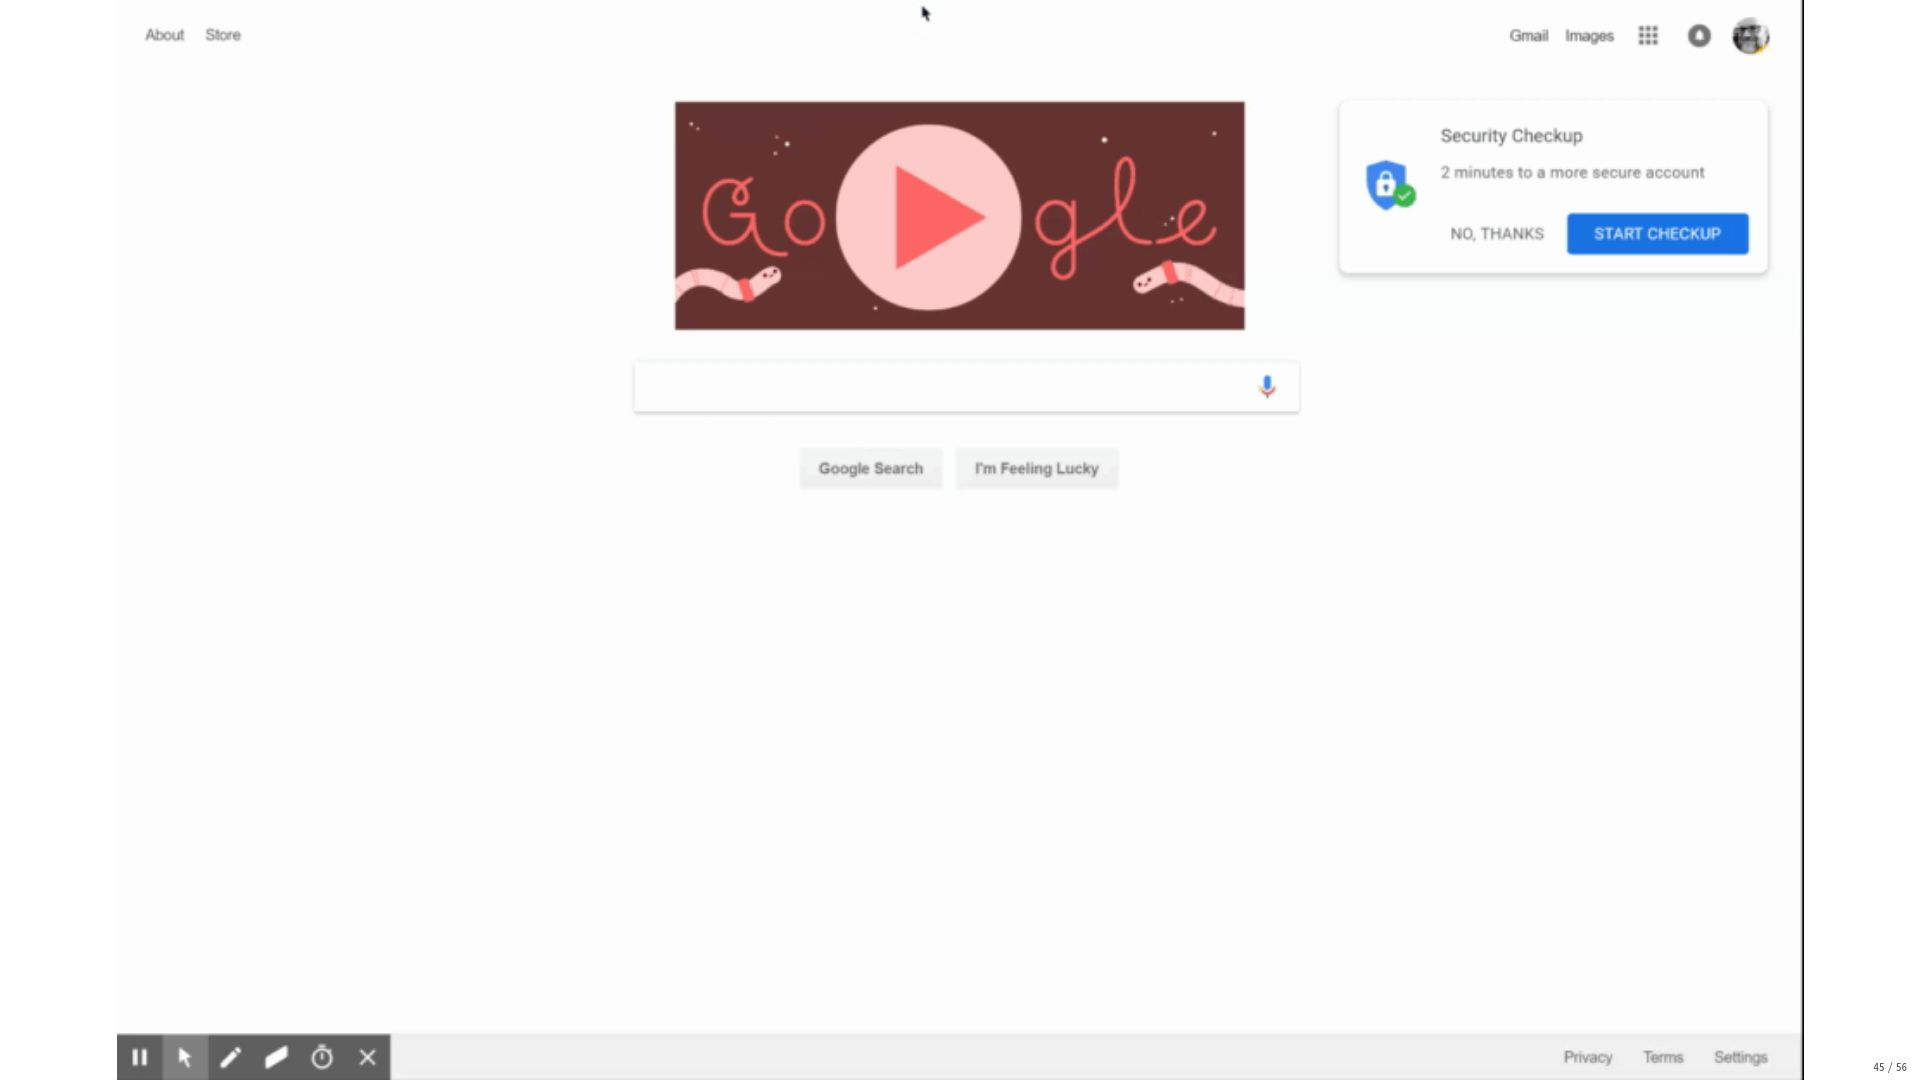 About Store
Gmail Images
Google
Security Checkup
2 minutes to a more secure account
NO, THANKS START CHECKUP
Google Search I'm Feeling Lucky
Privacy Terms Settings
45 / 56